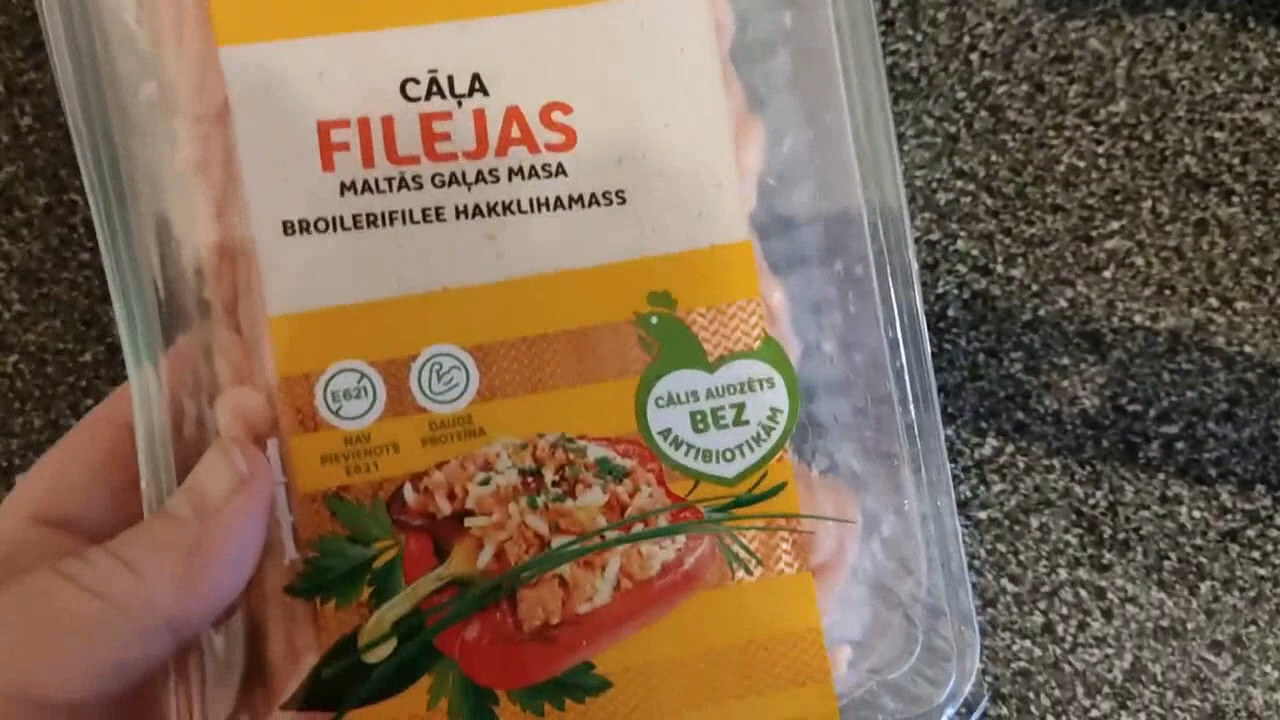 CĀĻA
FILEJAS
MALTĀS GAĻAS MASA
BROILERIFILEE HAKKLIHAMASS
E621
NAV
PIEVIENOTS
E621
DAUDZ
PROTEĪNA
CĀLIS AUDZĒTS
BEZ
ANTIBIOTIKĀM